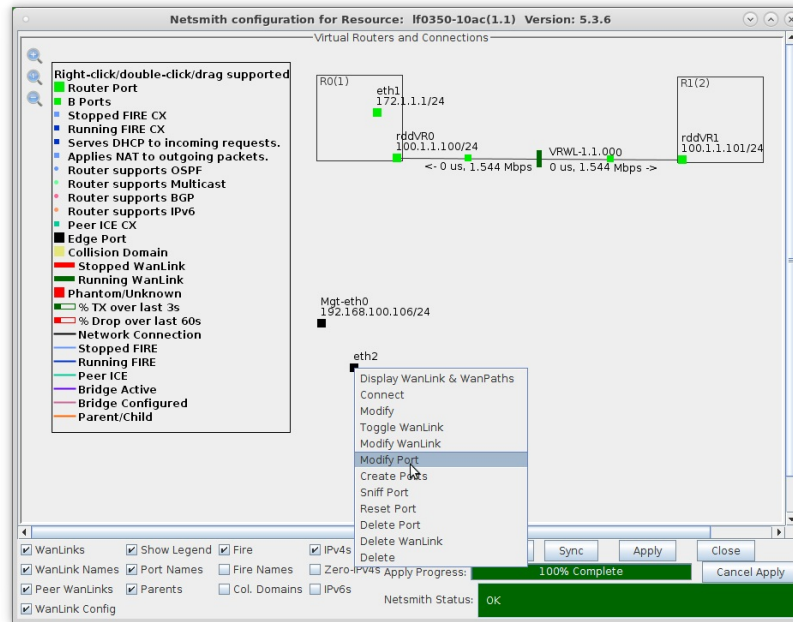 Netsmith configuration for Resource: lf0350-10ac(1.1) Version: 5.3.6
Virtual Routers and Connections
Right-click/double-click/drag supported
Router Port
B Ports
Stopped FIRE CX
Running FIRE CX
Serves DHCP to incoming requests.
Applies NAT to outgoing packets.
Router supports OSPF
Router supports Multicast
Router supports BGP
Router supports IPv6
Peer ICE CX
Edge Port
Collision Domain
Stopped WanLink
Running WanLink
Phantom/Unknown
% TX over last 3s
% Drop over last 60s
Network Connection
Stopped FIRE
Running FIRE
Peer ICE
Bridge Active
Bridge Configured
Parent/Child
R0(1)
eth1
172.1.1.1/24
rddVR0
100.1.1.100/24
VRWL-1.1.000
<- 0 us, 1.544 Mbps
0 us, 1.544 Mbps ->
R1(2)
rddVR1
100.1.1.101/24
Mgt-eth0
192.168.100.106/24
eth2
Display WanLink & WanPaths
Connect
Modify
Toggle WanLink
Modify WanLink
Modify Port
Create Ports
Sniff Port
Reset Port
Delete Port
Delete WanLink
Delete
WanLinks Show Legend Fire IPv4s Sync Apply Close
WanLink Names Port Names Fire Names Zero-IPv4s Apply Progress: 100% Complete Cancel Apply
Peer WanLinks Parents Col. Domains IPv6s Netsmith Status: OK
WanLink Config